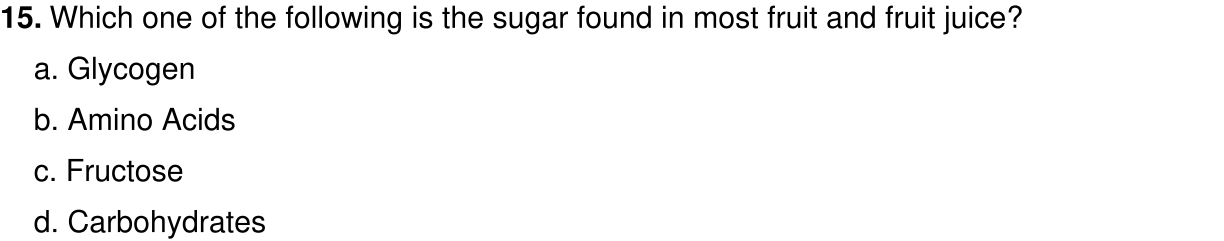 15. Which one of the following is the sugar found in most fruit and fruit juice?
a. Glycogen
b. Amino Acids
c. Fructose
d. Carbohydrates